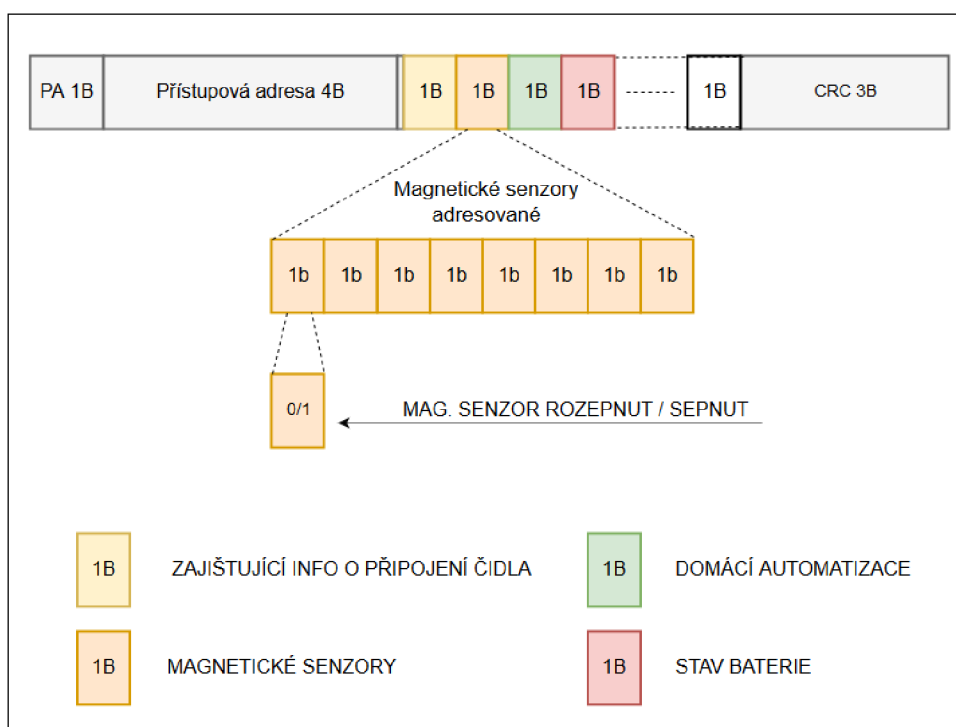 PA 1B Přístupová adresa 4B 1B 1B 1B 1B 1B CRC 3B
Magnetické senzory
adresované
1b 1b 1b 1b 1b 1b 1b 1b
0/1 MAG. SENZOR ROZEPNUT / SEPNUT
1B ZAJIŠTUJÍCÍ INFO O PŘIPOJENÍ ČIDLA 1B DOMÁCÍ AUTOMATIZACE
1B MAGNETICKÉ SENZORY 1B STAV BATERIE